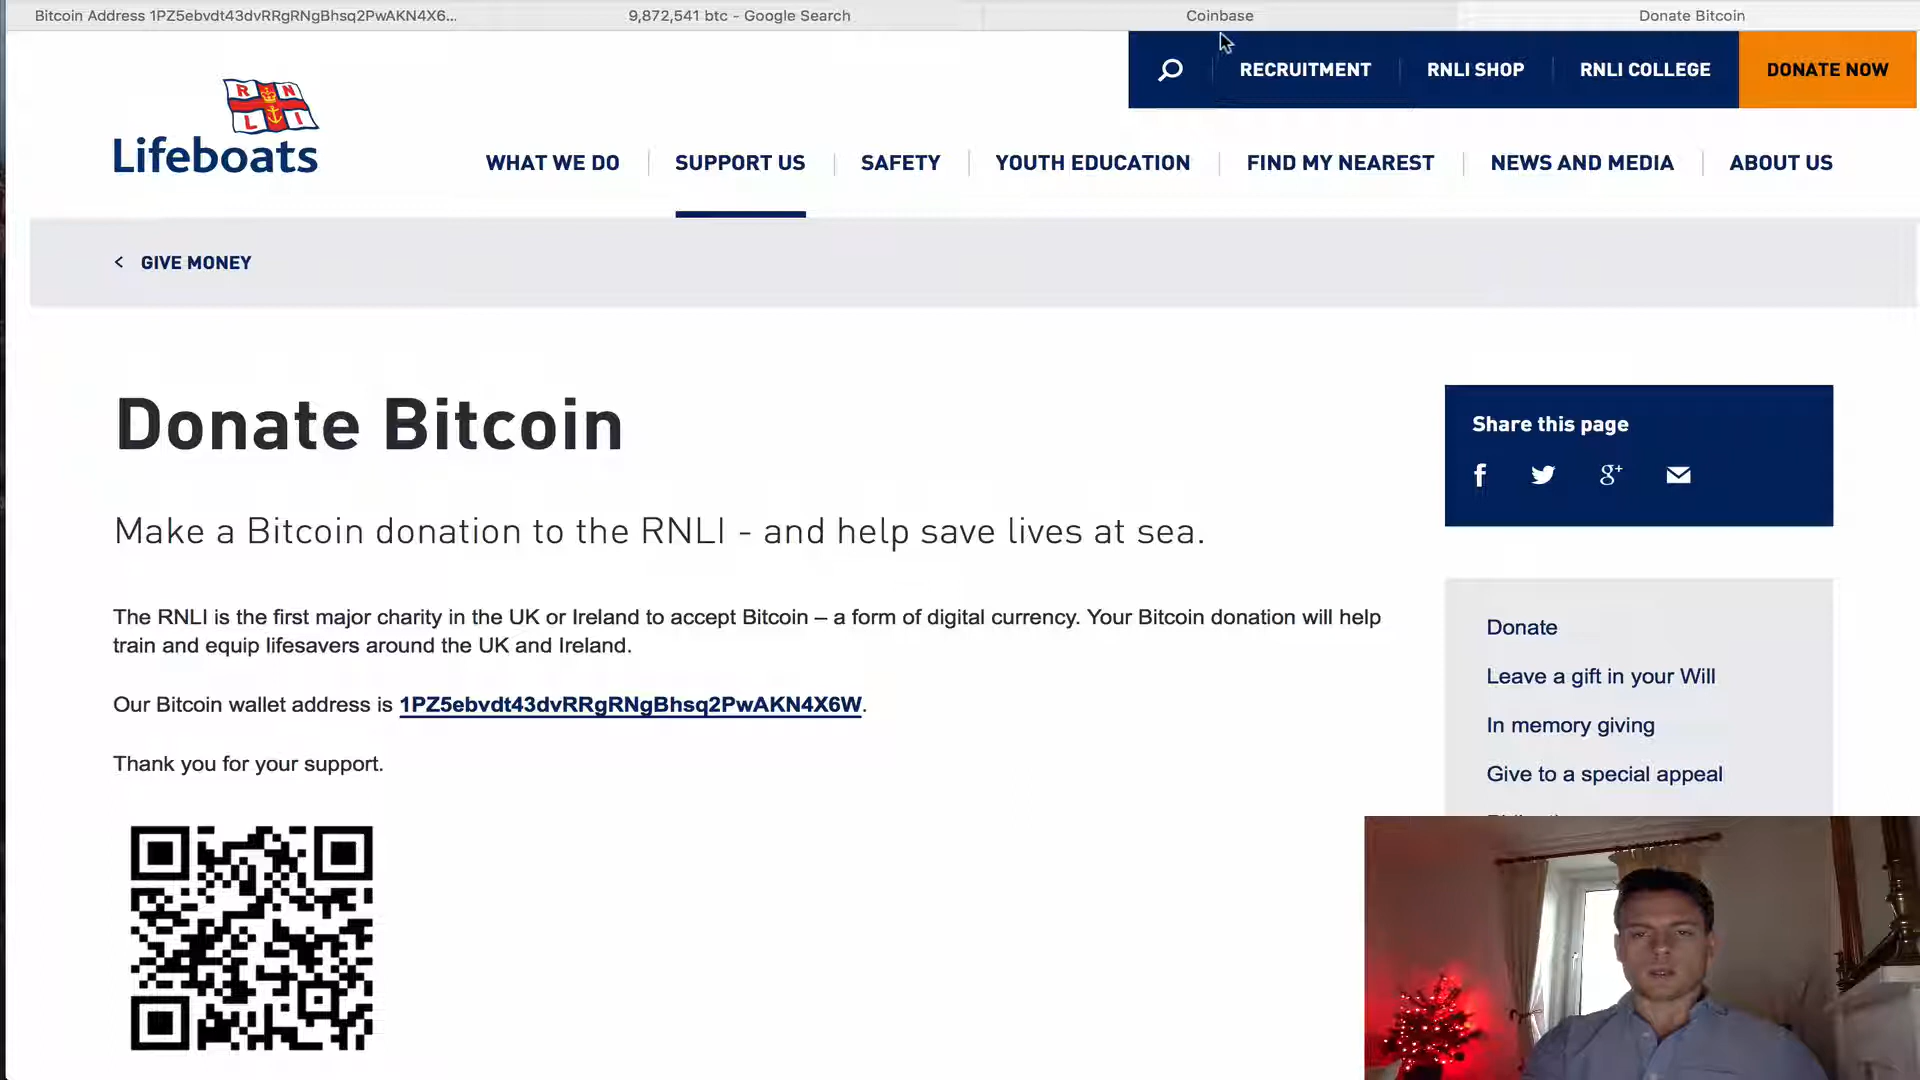 Bitcoin Address 1PZ5ebvdt43dvRRgRNgBhsq2PwAKN4X6...
9,872,541 btc - Google Search
Coinbase
Donate Bitcoin
RECRUITMENT
RNLI SHOP
RNLI COLLEGE
DONATE NOW
R N
L I
Lifeboats
WHAT WE DO
SUPPORT US
SAFETY
YOUTH EDUCATION
FIND MY NEAREST
NEWS AND MEDIA
ABOUT US
< GIVE MONEY
Donate Bitcoin
Make a Bitcoin donation to the RNLI - and help save lives at sea.
The RNLI is the first major charity in the UK or Ireland to accept Bitcoin – a form of digital currency. Your Bitcoin donation will help
train and equip lifesavers around the UK and Ireland.
Our Bitcoin wallet address is 1PZ5ebvdt43dvRRgRNgBhsq2PwAKN4X6W.
Thank you for your support.
Share this page
Donate
Leave a gift in your Will
In memory giving
Give to a special appeal